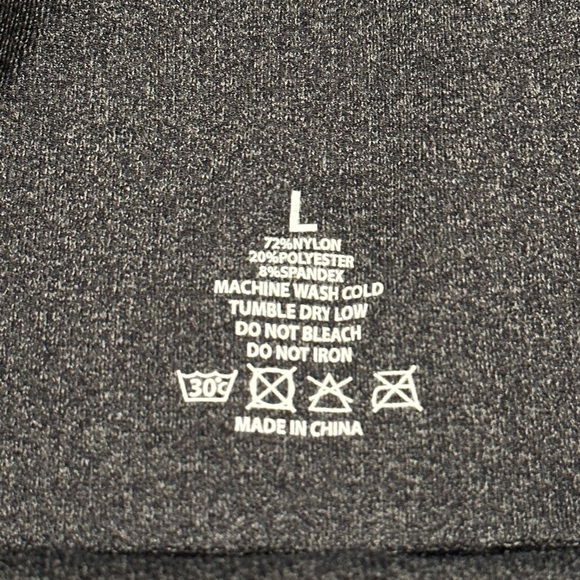 L
72%NYLON
20%POLYESTER
8%SPANDEX
MACHINE WASH COLD
TUMBLE DRY LOW
DO NOT BLEACH
DO NOT IRON
30℃
MADE IN CHINA